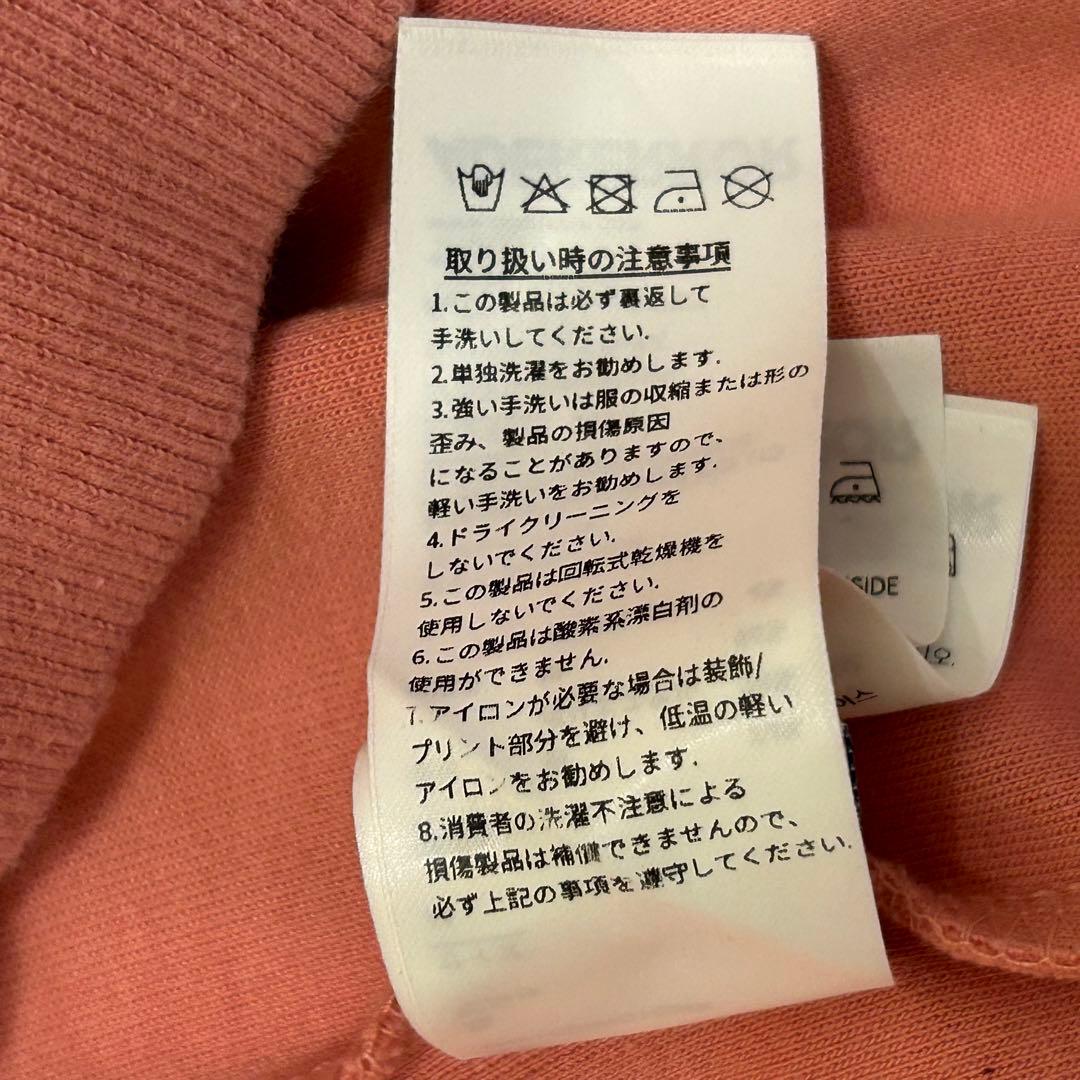 取り扱い時の注意事項
1.この製品は必ず裏返して
手洗いしてください.
2.単独洗濯をお勧めします.
3.強い手洗いは服の収縮または形の
歪み、製品の損傷原因
になることがありますので、
軽い手洗いをお勧めします.
4.ドライクリーニングを
しないでください.
5.この製品は回転式乾燥機を
使用しないでください.
6.この製品は酸素系漂白剤の
使用ができません.
7.アイロンが必要な場合は装飾/
プリント部分を避け、低温の軽い
アイロンをお勧めします.
8.消費者の洗濯不注意による
損傷製品は補償できませんので、
必ず上記の事項を遵守してください.
SIDE